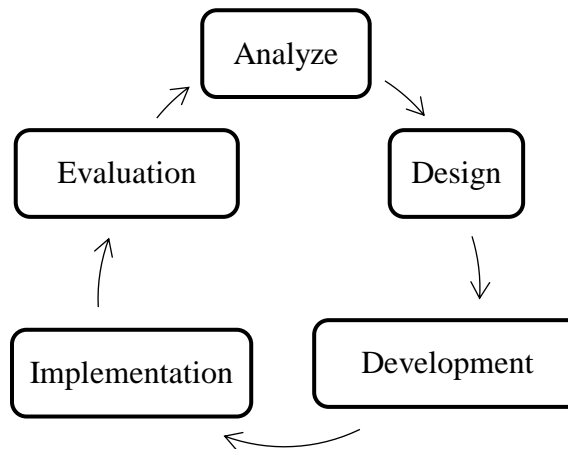 Analyze
Design
Development
Implementation
Evaluation